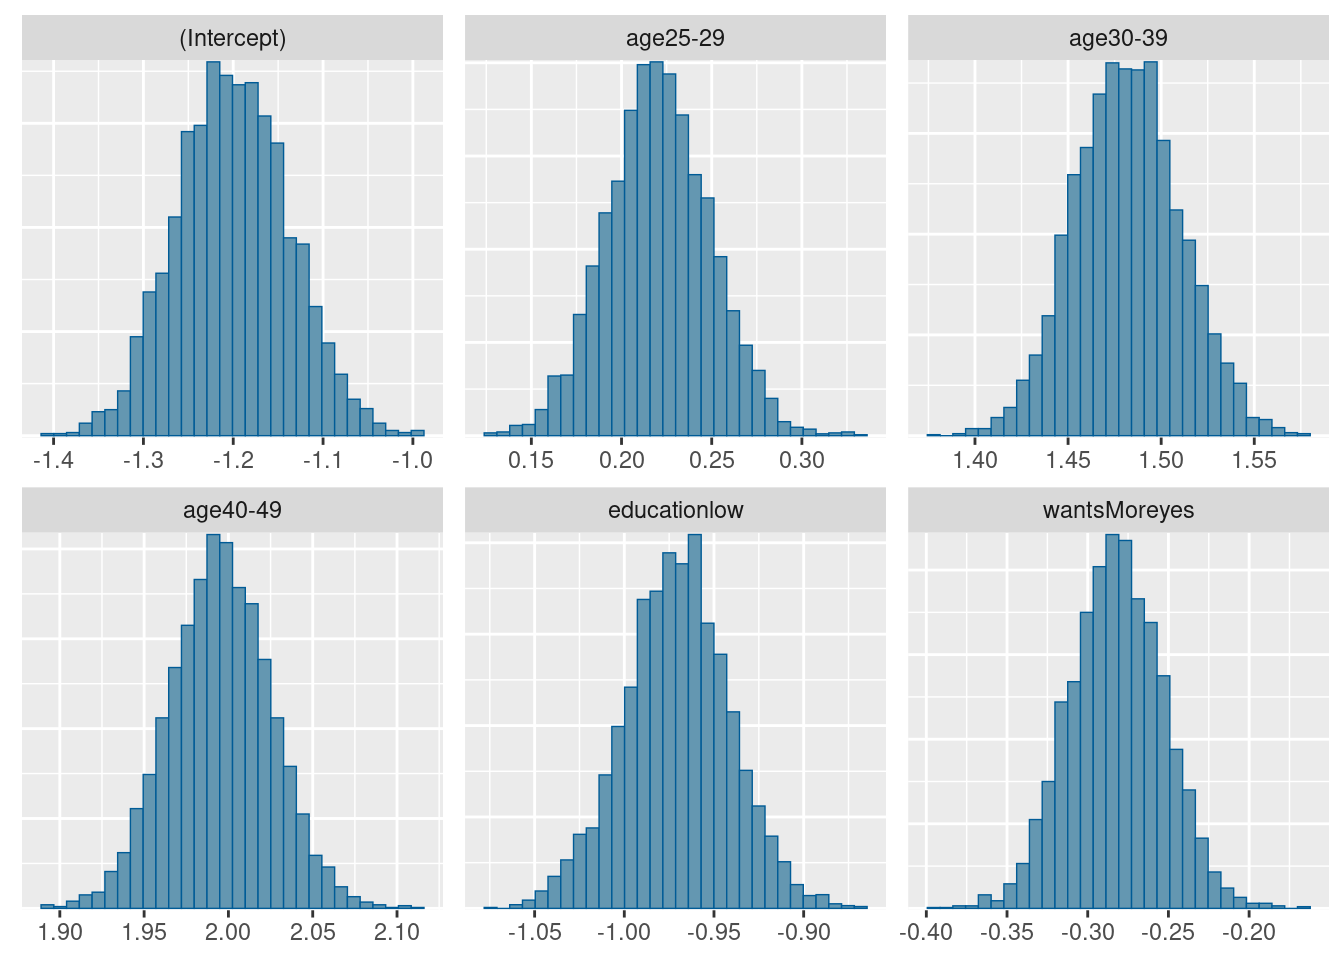 (Intercept) age25-29 age30-39
-1.4 -1.3 -1.2 -1.1 -1.0 0.15 0.20 0.25 0.30 1.40 1.45 1.50 1.55
age40-49 educationlow wantsMoreyes
1.90 1.95 2.00 2.05 2.10 -1.05 -1.00 -0.95 -0.90 -0.40 -0.35 -0.30 -0.25 -0.20